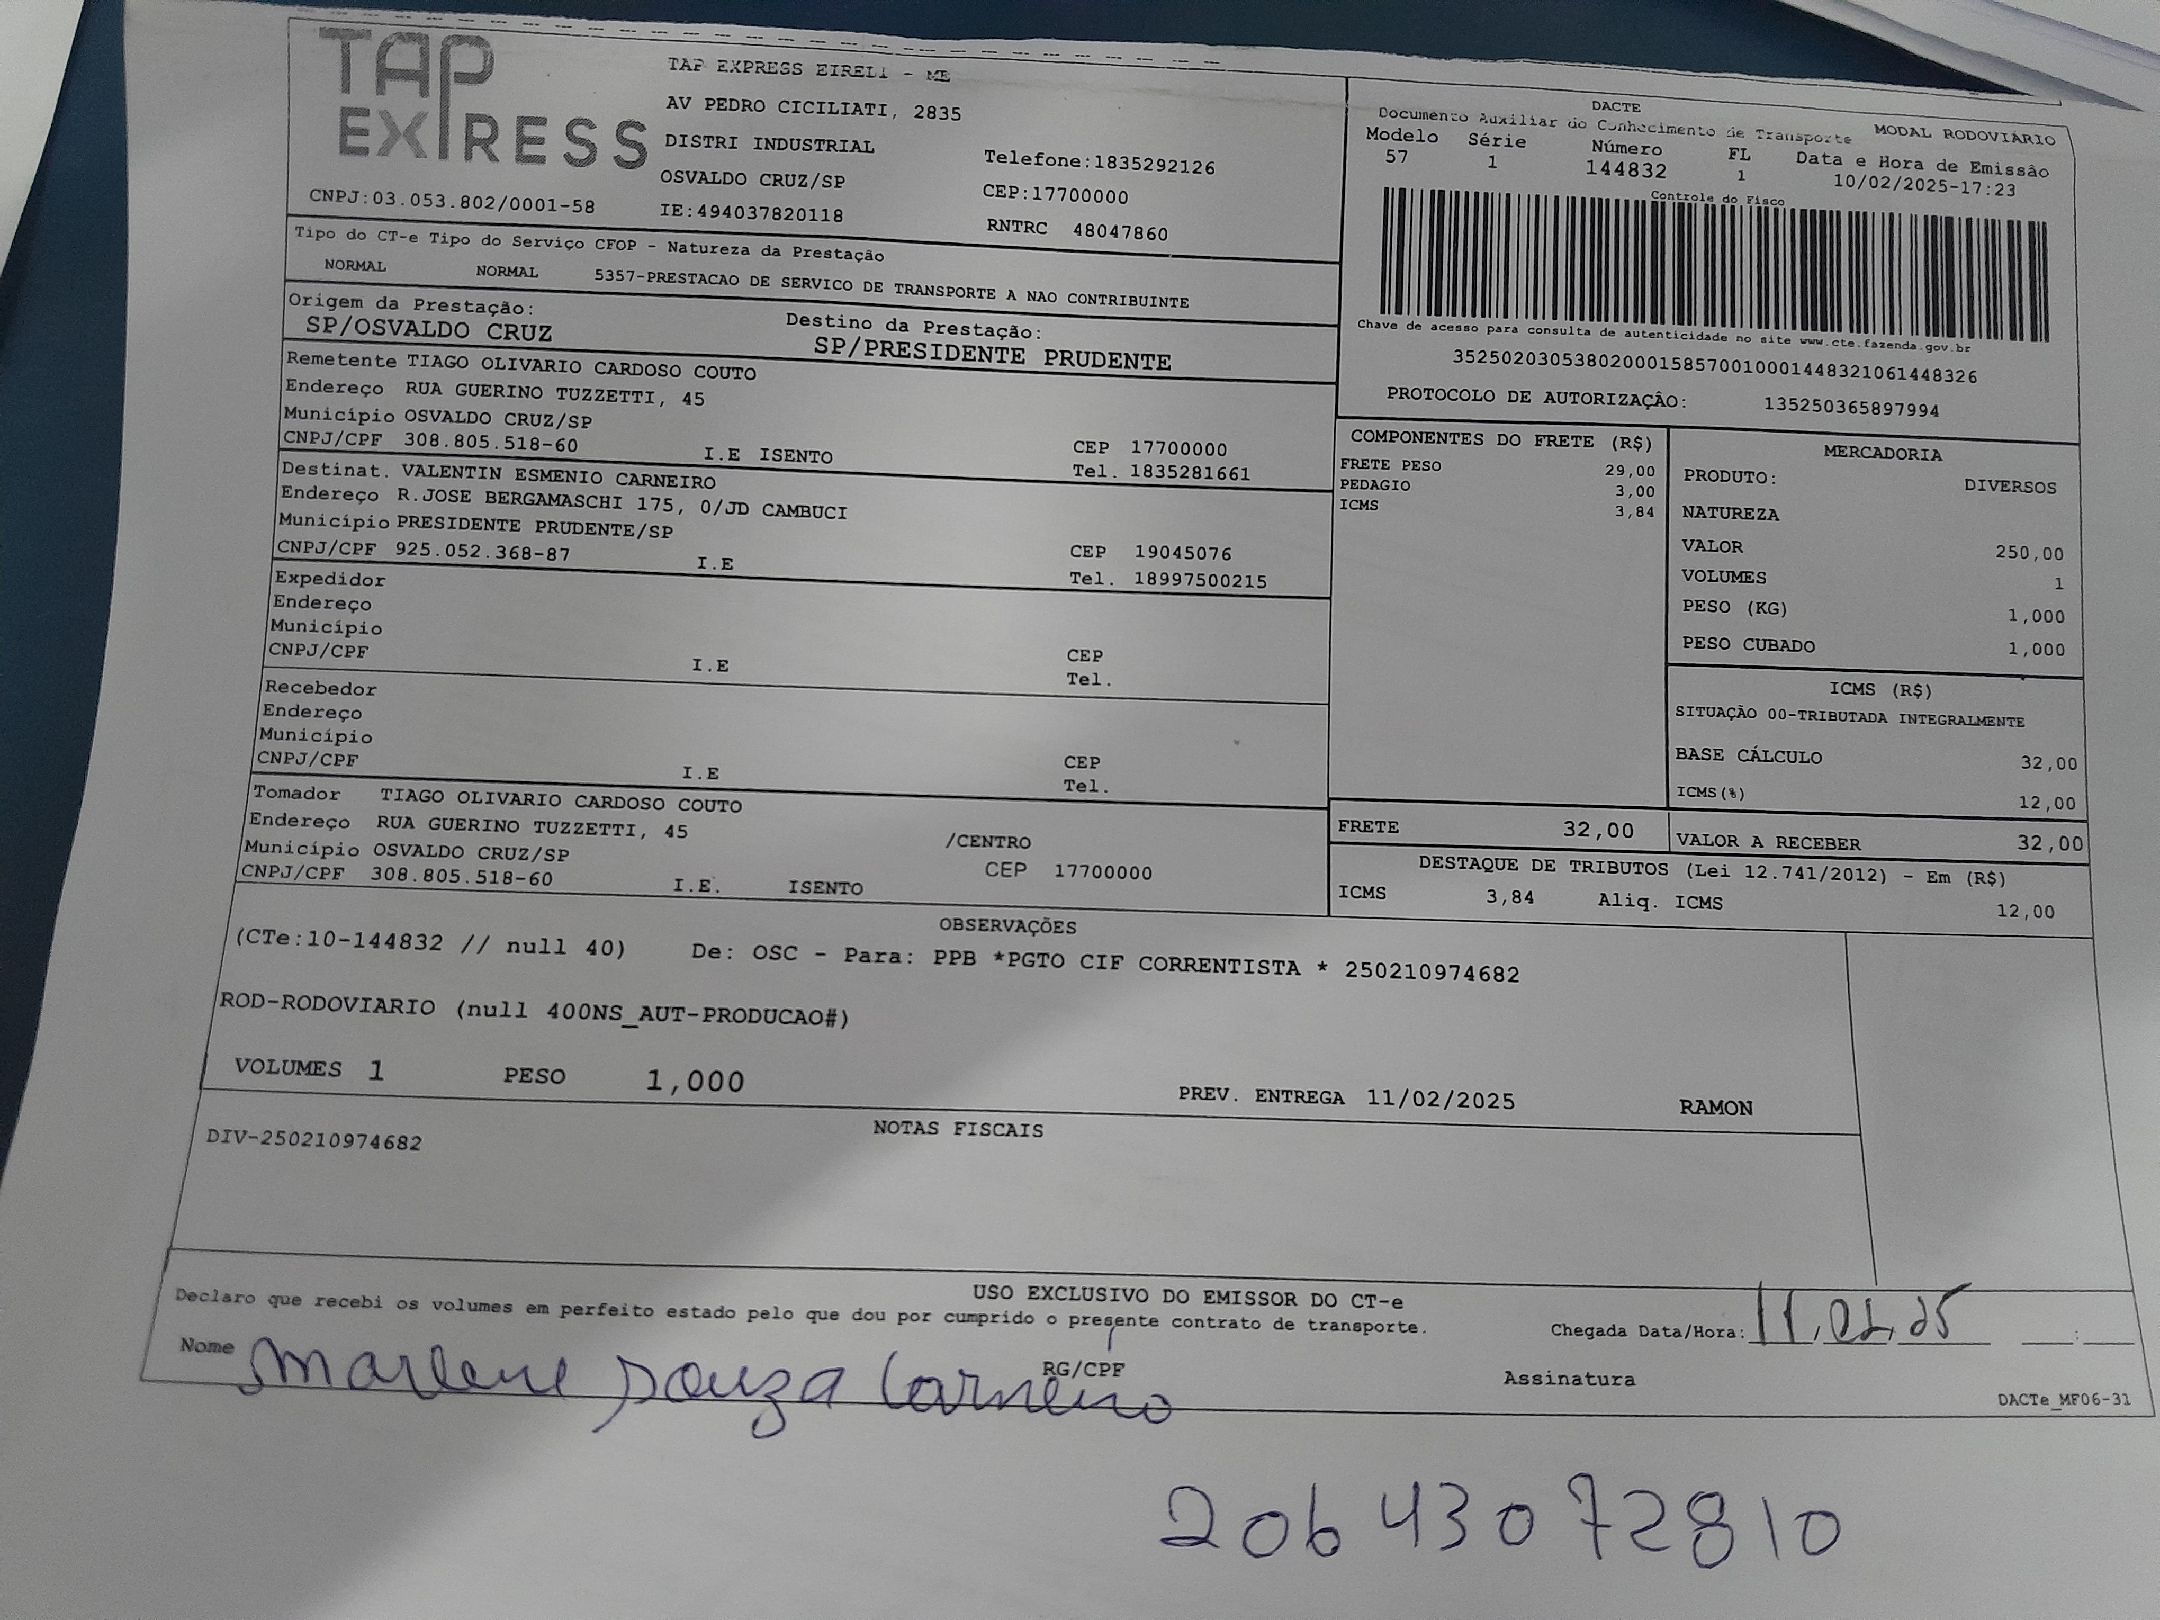 TAP
EXPRESS
CNPJ:03.053.802/0001-58
TAP EXPRESS EIRELI - ME
AV PEDRO CICILIATI, 2835
DISTRI INDUSTRIAL
OSVALDO CRUZ/SP
IE:494037820118
Telefone:1835292126
CEP:17700000
RNTRC 48047860
DACTE
Documento Auxiliar do Conhecimento de Transporte MODAL RODOVIÁRIO
Modelo Série Número FL Data e Hora de Emissão
57 1 144832 1 10/02/2025-17:23
Controle do Fisco
Chave de acesso para consulta de autenticidade no site www.cte.fazenda.gov.br
35250203053802000158570010001448321061448326
PROTOCOLO DE AUTORIZAÇÃO: 135250365897994
Tipo do CT-e Tipo do Serviço CFOP - Natureza da Prestação
NORMAL NORMAL 5357-PRESTACAO DE SERVICO DE TRANSPORTE A NAO CONTRIBUINTE
Origem da Prestação: Destino da Prestação:
SP/OSVALDO CRUZ SP/PRESIDENTE PRUDENTE
Remetente TIAGO OLIVARIO CARDOSO COUTO
Endereço RUA GUERINO TUZZETTI, 45
Município OSVALDO CRUZ/SP CEP 17700000
CNPJ/CPF 308.805.518-60 I.E ISENTO Tel. 1835281661
Destinat. VALENTIN ESMENIO CARNEIRO
Endereço R.JOSE BERGAMASCHI 175, 0/JD CAMBUCI
Município PRESIDENTE PRUDENTE/SP CEP 19045076
CNPJ/CPF 925.052.368-87 I.E Tel. 18997500215
Expedidor
Endereço
Município CEP
CNPJ/CPF I.E Tel.
Recebedor
Endereço
Município CEP
CNPJ/CPF I.E Tel.
Tomador TIAGO OLIVARIO CARDOSO COUTO
Endereço RUA GUERINO TUZZETTI, 45 /CENTRO
Município OSVALDO CRUZ/SP CEP 17700000
CNPJ/CPF 308.805.518-60 I.E. ISENTO
COMPONENTES DO FRETE (R$)
FRETE PESO 29,00
PEDAGIO 3,00
ICMS 3,84
MERCADORIA
PRODUTO: DIVERSOS
NATUREZA
VALOR 250,00
VOLUMES 1
PESO (KG) 1,000
PESO CUBADO 1,000
ICMS (R$)
SITUAÇÃO 00-TRIBUTADA INTEGRALMENTE
BASE CÁLCULO 32,00
ICMS(%) 12,00
FRETE 32,00 VALOR A RECEBER 32,00
DESTAQUE DE TRIBUTOS (Lei 12.741/2012) - Em (R$)
ICMS 3,84 Aliq. ICMS 12,00
OBSERVAÇÕES
(CTe:10-144832 // null 40) De: OSC - Para: PPB *PGTO CIF CORRENTISTA * 250210974682
ROD-RODOVIARIO (null 400NS_AUT-PRODUCAO#)
VOLUMES 1 PESO 1,000 PREV. ENTREGA 11/02/2025 RAMON
NOTAS FISCAIS
DIV-250210974682
USO EXCLUSIVO DO EMISSOR DO CT-e
Declaro que recebi os volumes em perfeito estado pelo que dou por cumprido o presente contrato de transporte.
Chegada Data/Hora: 11,02,25 :
Nome Marlene Souza Carneiro RG/CPF Assinatura
DACTe_MF06-31
20643072810